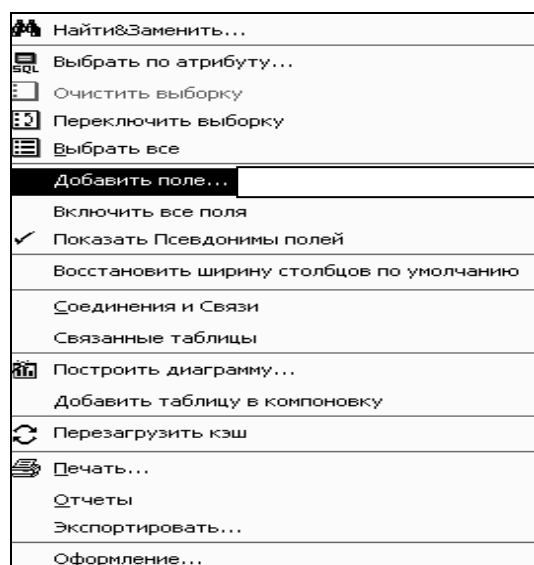 Найти&Заменить...
SQL Выбрать по атрибуту...
Очистить выборку
Переключить выборку
Выбрать все
Добавить поле...
Включить все поля
Показать Псевдонимы полей
Восстановить ширину столбцов по умолчанию
Соединения и Связи
Связанные таблицы
Построить диаграмму...
Добавить таблицу в компоновку
Перезагрузить кэш
Печать...
Отчеты
Экспортировать...
Оформление...